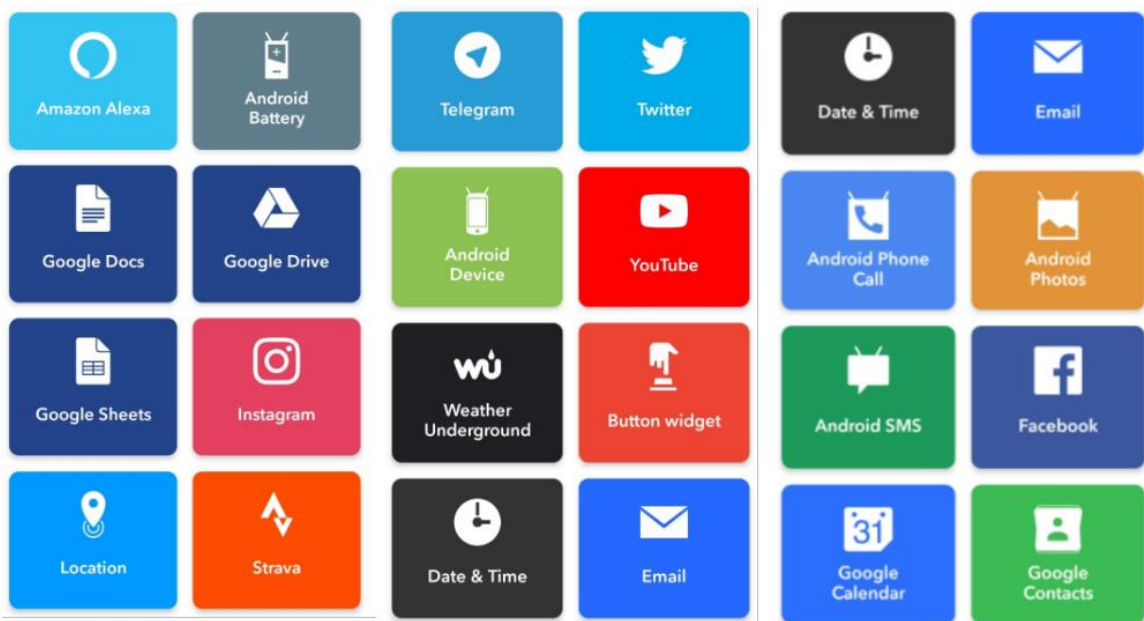 Amazon Alexa
Android
Battery
Google Docs
Google Drive
Google Sheets
Instagram
Location
Strava
Telegram
Twitter
Android
Device
YouTube
wu
Weather
Underground
Button widget
Date & Time
Email
Date & Time
Email
Android Phone
Call
Android
Photos
Android SMS
Facebook
31
Google
Calendar
Google
Contacts